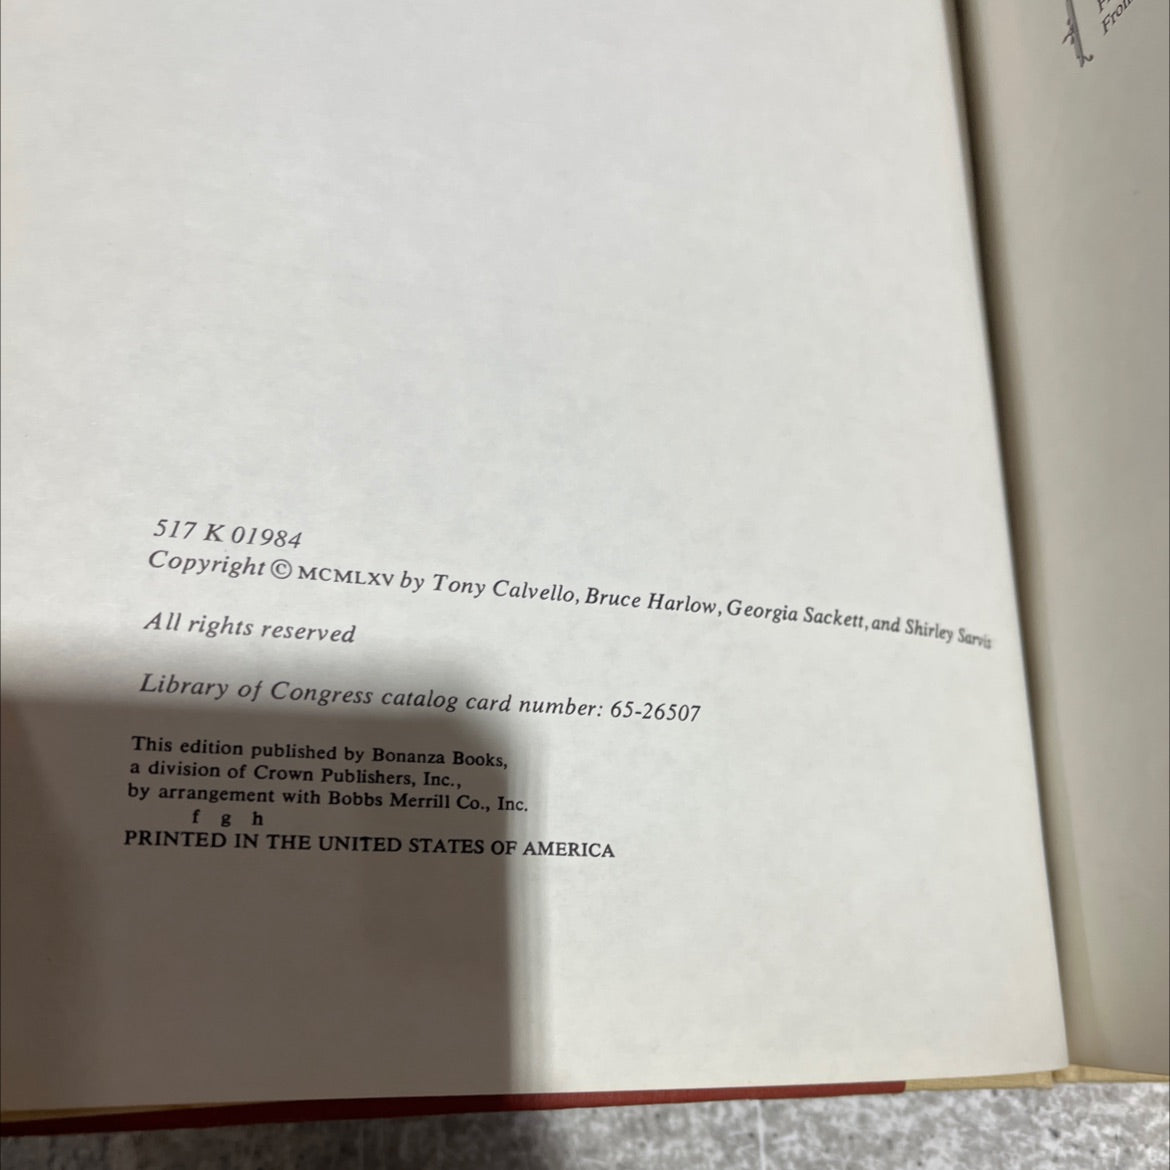 517 K 01984
Copyright © MCMLXV by Tony Calvello, Bruce Harlow, Georgia Sackett, and Shirley Sarvis
All rights reserved
Library of Congress catalog card number: 65-26507
This edition published by Bonanza Books,
a division of Crown Publishers, Inc.,
by arrangement with Bobbs Merrill Co., Inc.
f g h
PRINTED IN THE UNITED STATES OF AMERICA